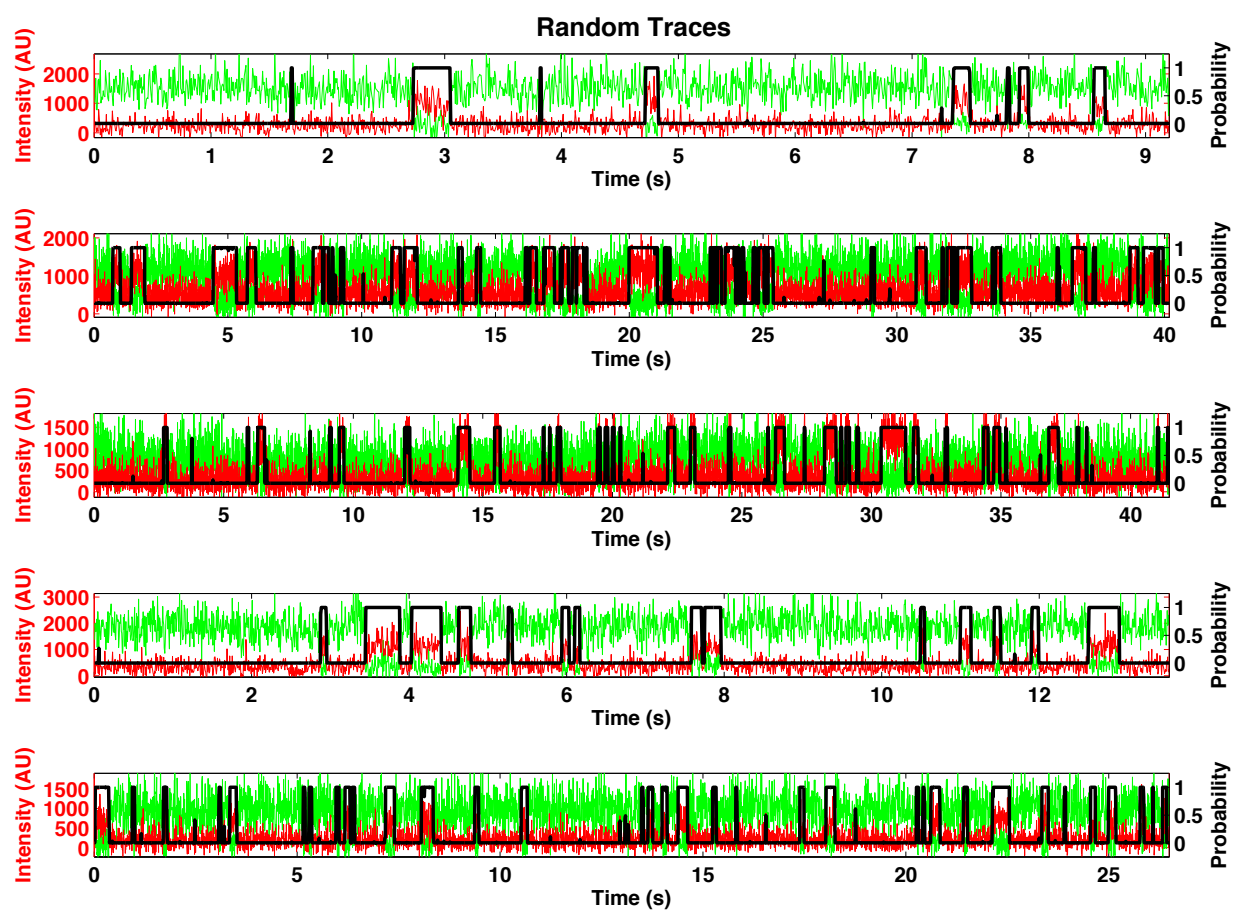 Random Traces
Intensity (AU)
2000
1000
0
1
0.5
0
Probability
0 1 2 3 4 5 6 7 8 9
Time (s)
Intensity (AU)
2000
1000
0
1
0.5
0
Probability
0 5 10 15 20 25 30 35 40
Time (s)
Intensity (AU)
1500
1000
500
0
1
0.5
0
Probability
0 5 10 15 20 25 30 35 40
Time (s)
Intensity (AU)
3000
2000
1000
0
1
0.5
0
Probability
0 2 4 6 8 10 12
Time (s)
Intensity (AU)
1500
1000
500
0
1
0.5
0
Probability
0 5 10 15 20 25
Time (s)